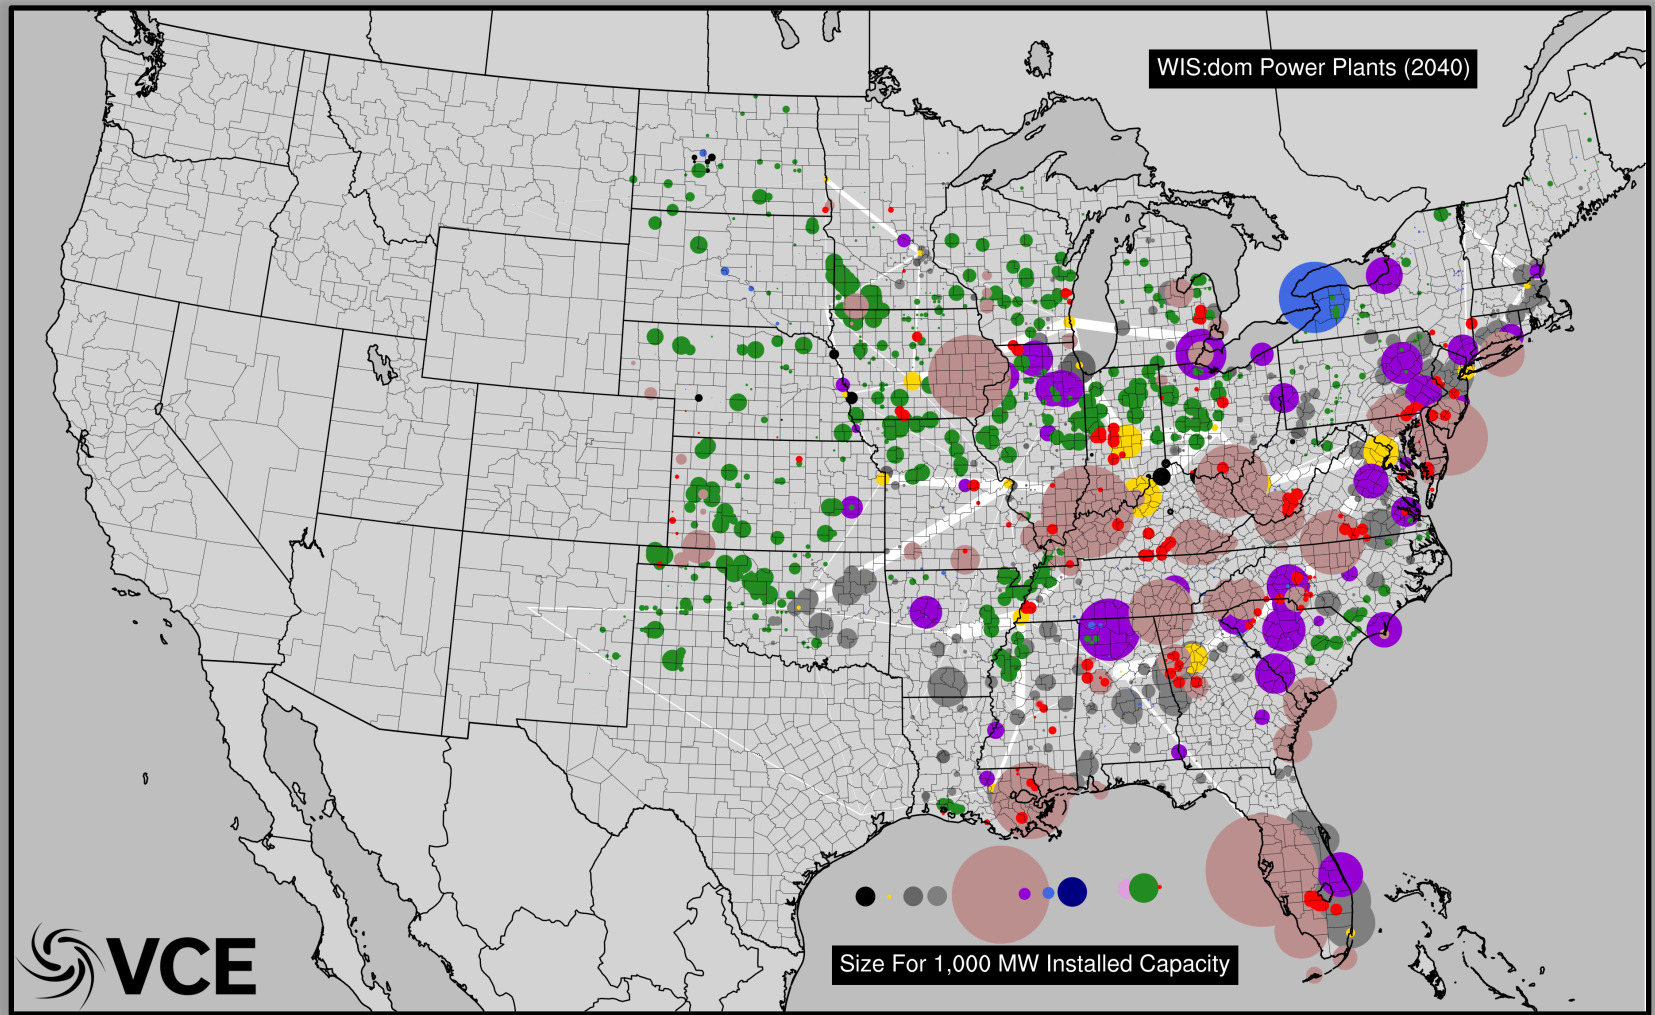 WIS:dom Power Plants (2040)
Size For 1,000 MW Installed Capacity
VCE